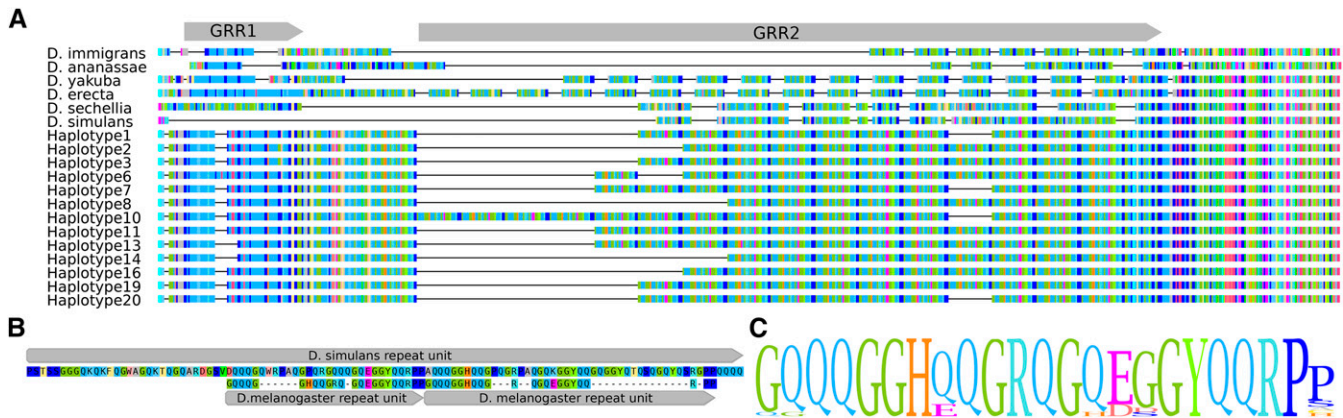 A
GRR1
GRR2
D. immigrans
D. ananassae
D. yakuba
D. erecta
D. sechellia
D. simulans
Haplotype1
Haplotype2
Haplotype3
Haplotype6
Haplotype7
Haplotype8
Haplotype10
Haplotype11
Haplotype13
Haplotype14
Haplotype16
Haplotype19
Haplotype20
B
D. simulans repeat unit
D.melanogaster repeat unit
D. melanogaster repeat unit
C
GQQQGGHQQGRQGQEGGYQQRPP